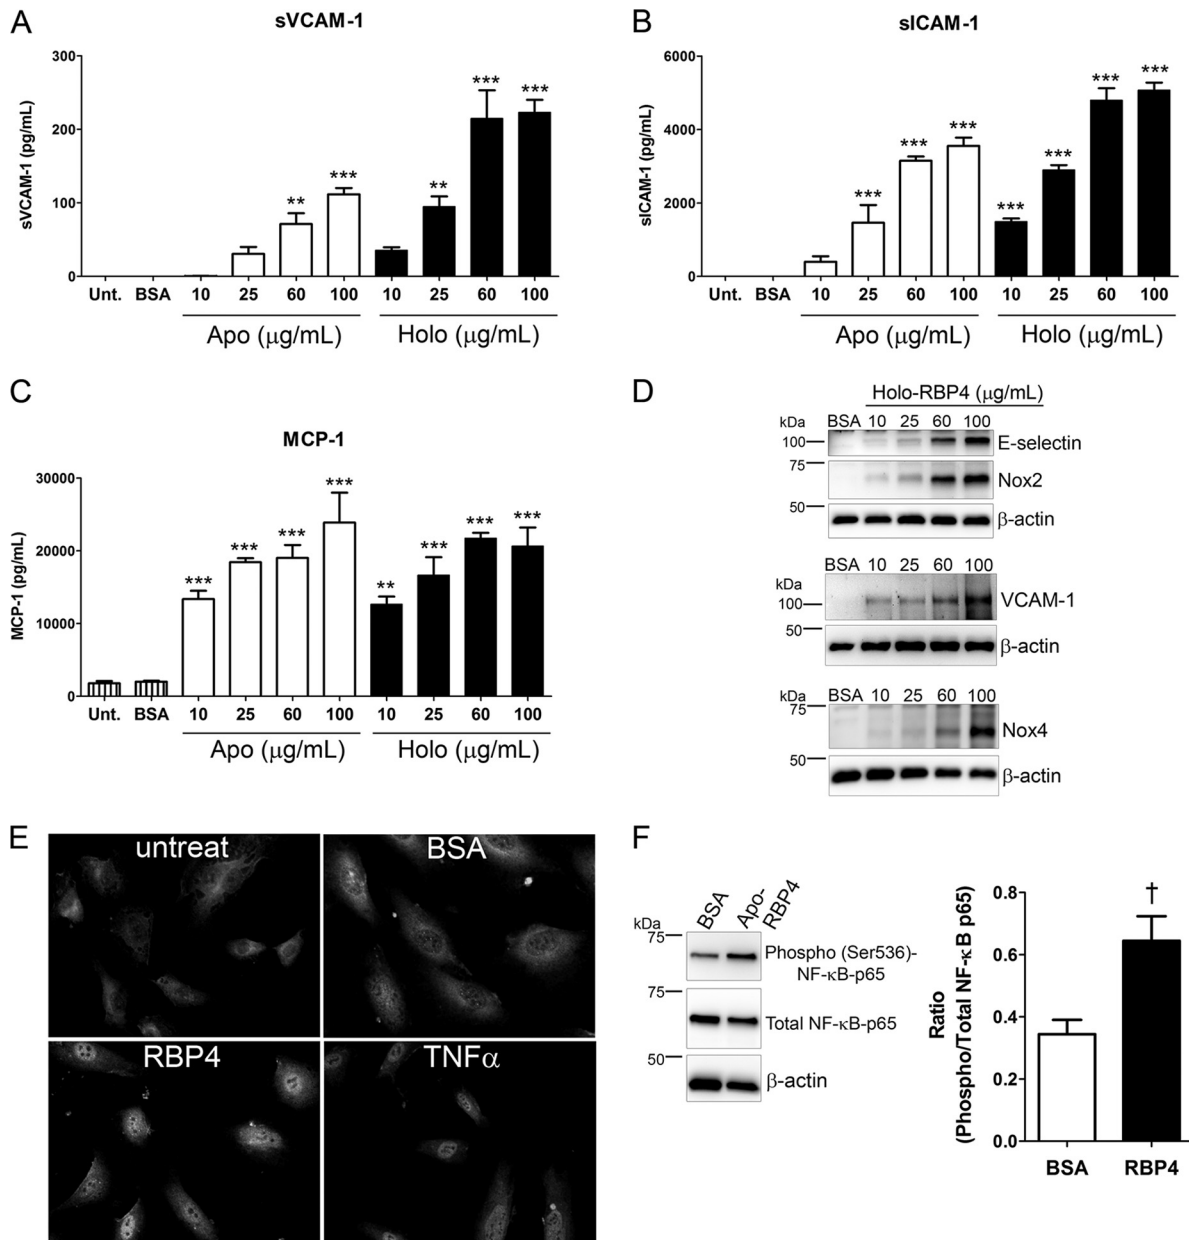 A
sVCAM-1
sVCAM-1 (pg/mL)
300
200
100
0
** *** ** *** ***
Unt. BSA 10 25 60 100 10 25 60 100
Apo (μg/mL) Holo (μg/mL)
B
sICAM-1
sICAM-1 (pg/mL)
6000
4000
2000
0
*** *** *** *** *** *** ***
Unt. BSA 10 25 60 100 10 25 60 100
Apo (μg/mL) Holo (μg/mL)
C
MCP-1
MCP-1 (pg/mL)
30000
20000
10000
0
*** *** *** *** ** *** *** ***
Unt. BSA 10 25 60 100 10 25 60 100
Apo (μg/mL) Holo (μg/mL)
D
Holo-RBP4 (μg/mL)
kDa BSA 10 25 60 100
100 E-selectin
75
Nox2
50
β-actin
BSA 10 25 60 100
kDa
100 VCAM-1
50
β-actin
kDa BSA 10 25 60 100
75
Nox4
50
β-actin
E
untreat BSA
RBP4 TNFα
F
BSA
Apo-
RBP4
kDa
75
Phospho (Ser536)-
NF-κB-p65
75
Total NF-κB-p65
50
β-actin
Ratio
(Phospho/Total NF-κB p65)
0.8
0.6
0.4
0.2
0.0
†
BSA RBP4